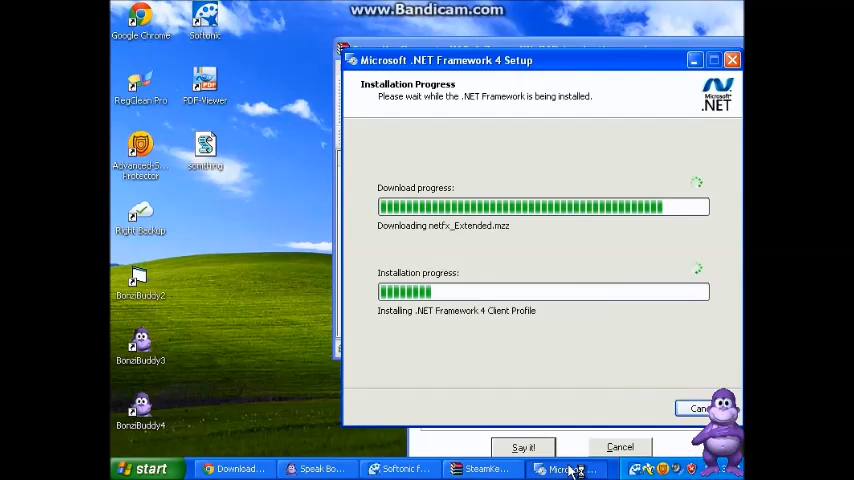 www.Bandicam.com
Google Chrome
Softonic
RegClean Pro
PDF-Viewer
Advanced-S...
Protector
somthing
Right Backup
BonziBuddy2
BonziBuddy3
BonziBuddy4
Microsoft .NET Framework 4 Setup
Installation Progress
Please wait while the .NET Framework is being installed.
Microsoft
.NET
Download progress:
Downloading netfx_Extended.mzz
Installation progress:
Installing .NET Framework 4 Client Profile
Say it!
Cancel
start
Download...
Speak Bo...
Softonic f...
SteamKe...